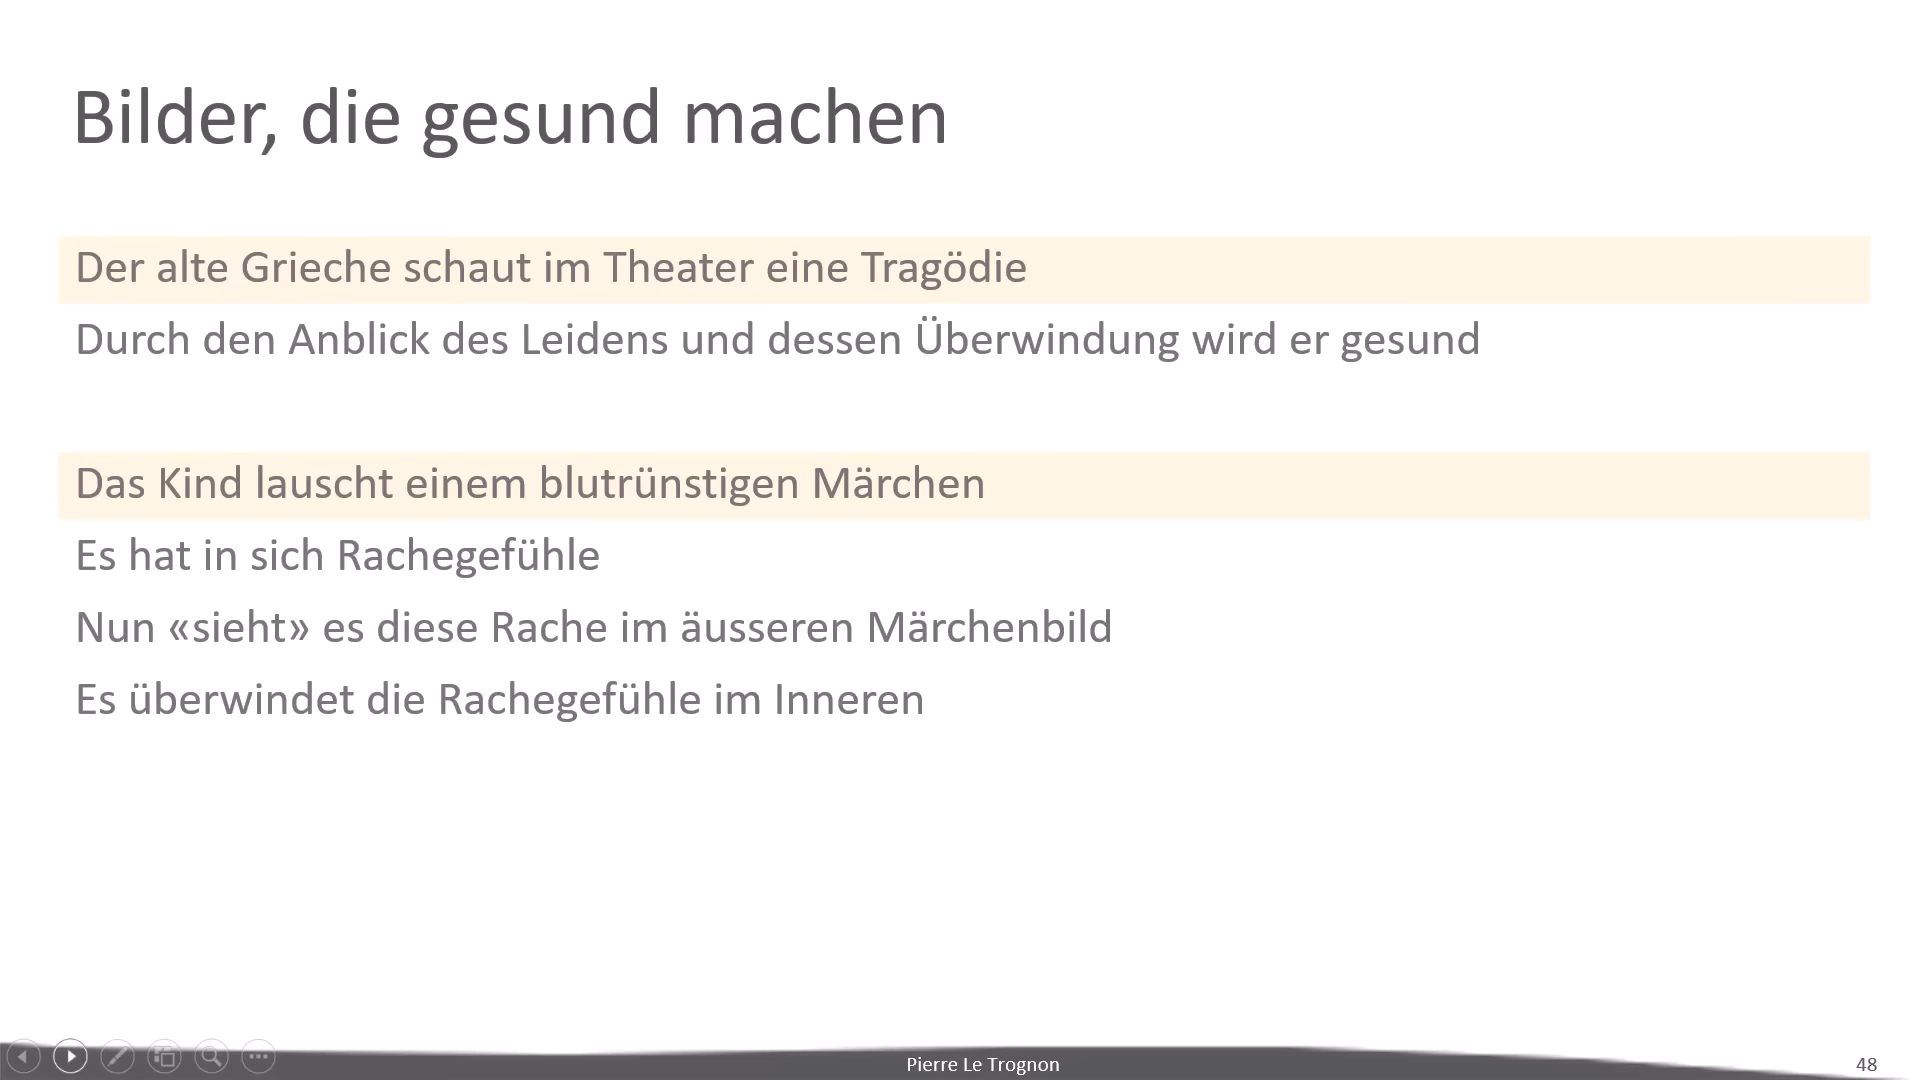 Bilder, die gesund machen
Der alte Grieche schaut im Theater eine Tragödie
Durch den Anblick des Leidens und dessen Überwindung wird er gesund
Das Kind lauscht einem blutrünstigen Märchen
Es hat in sich Rachegefühle
Nun «sieht» es diese Rache im äusseren Märchenbild
Es überwindet die Rachegefühle im Inneren
Pierre Le Trognon
48